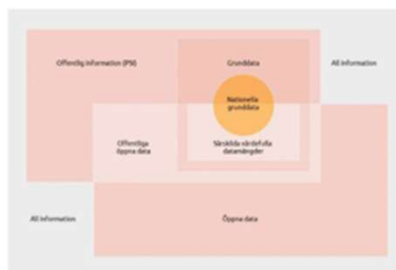 Offentlig information (PSI)
Grunddata
All information
Nationella
grunddata
Offentliga
öppna data
Särskilda värdefulla
datamängder
All information
Öppna data